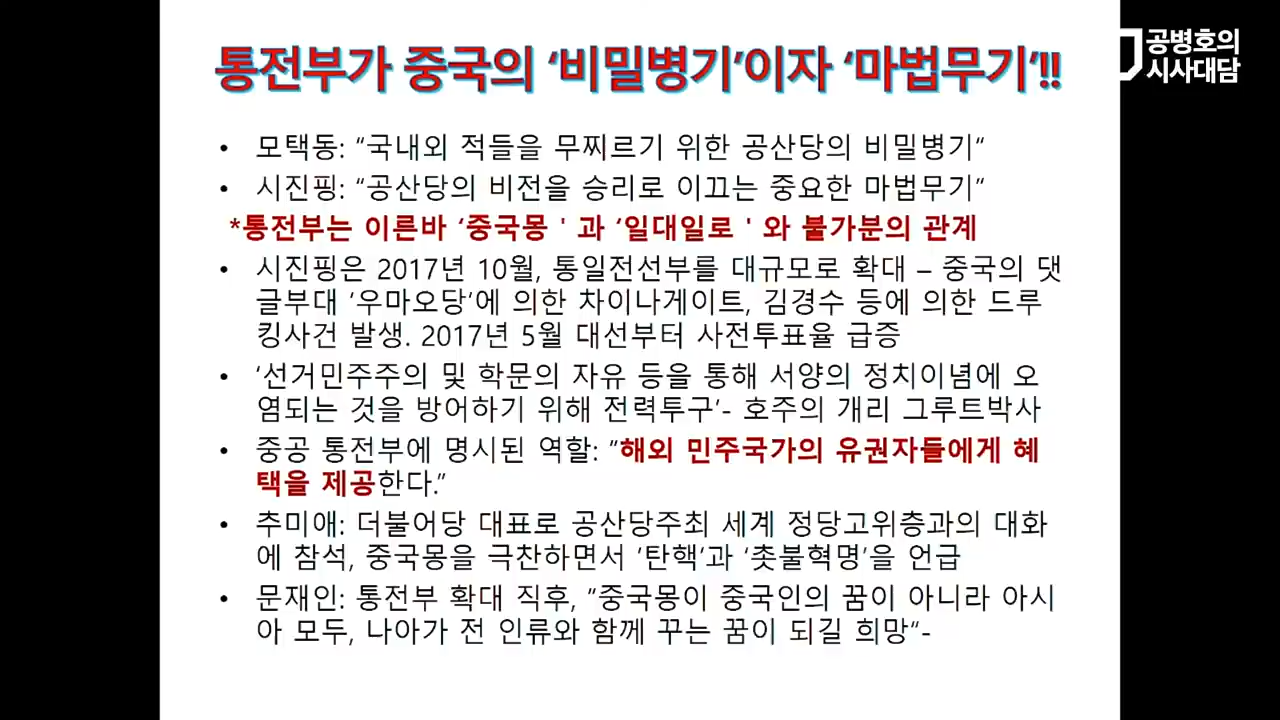 통전부가 중국의 ‘비밀병기’이자 ‘마법무기’!!
공병호의
시사대담
• 모택동: “국내외 적들을 무찌르기 위한 공산당의 비밀병기“
• 시진핑: “공산당의 비전을 승리로 이끄는 중요한 마법무기”
*통전부는 이른바 ‘중국몽 ' 과 ‘일대일로 ' 와 불가분의 관계
• 시진핑은 2017년 10월, 통일전선부를 대규모로 확대 – 중국의 댓
글부대 ‘우마오당‘에 의한 차이나게이트, 김경수 등에 의한 드루
킹사건 발생. 2017년 5월 대선부터 사전투표율 급증
• ‘선거민주주의 및 학문의 자유 등을 통해 서양의 정치이념에 오
염되는 것을 방어하기 위해 전력투구’- 호주의 개리 그루트박사
• 중공 통전부에 명시된 역할: ”해외 민주국가의 유권자들에게 혜
택을 제공한다.”
• 추미애: 더불어당 대표로 공산당주최 세계 정당고위층과의 대화
에 참석, 중국몽을 극찬하면서 ‘탄핵’과 ‘촛불혁명’을 언급
• 문재인: 통전부 확대 직후, ”중국몽이 중국인의 꿈이 아니라 아시
아 모두, 나아가 전 인류와 함께 꾸는 꿈이 되길 희망“-